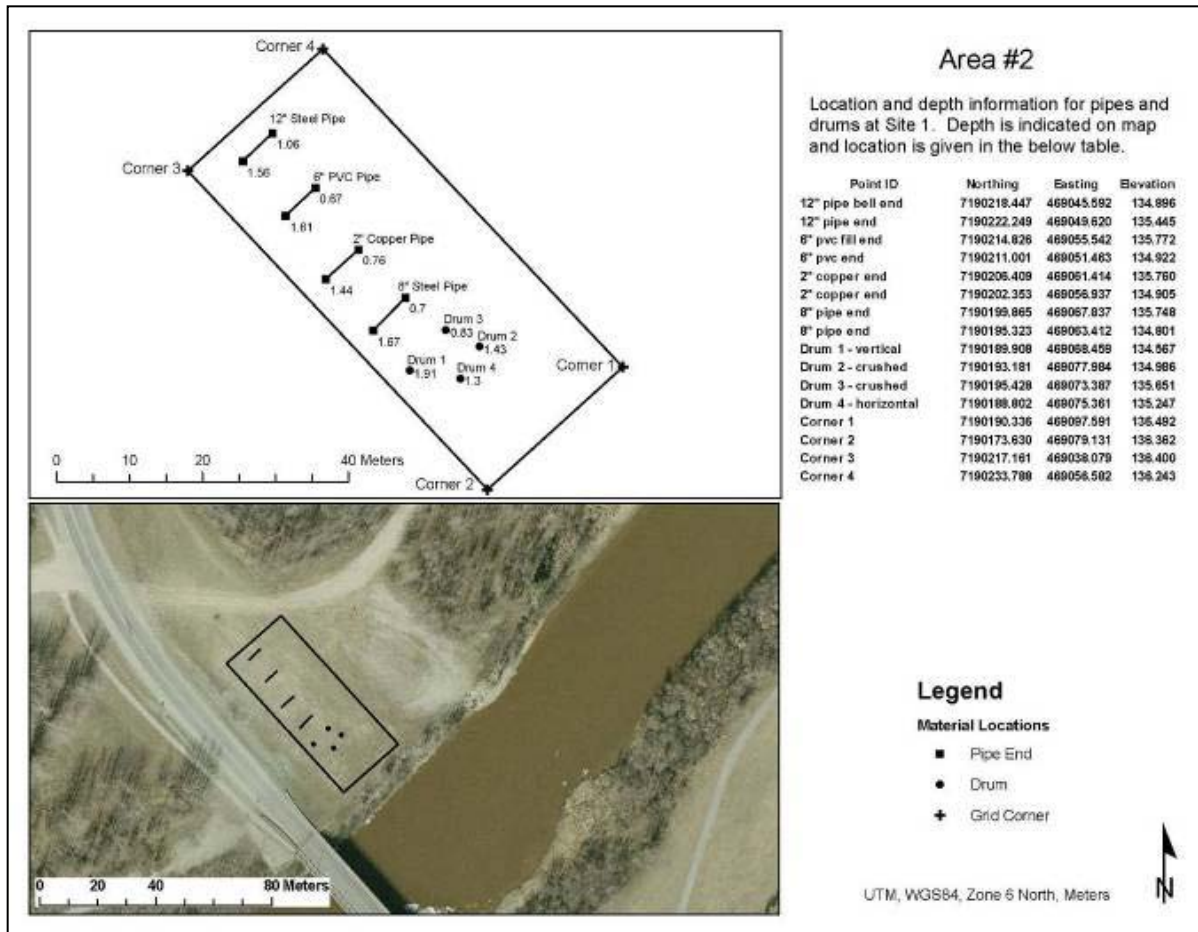 Corner 4
12" Steel Pipe
1.06
1.56
Corner 3
6" PVC Pipe
0.67
1.61
2" Copper Pipe
0.76
1.44
8" Steel Pipe
0.7
1.67
Drum 3
0.83
Drum 2
1.43
Drum 1
1.91
Drum 4
1.3
Corner 1
Corner 2
0 20 40 Meters
Area #2
Location and depth information for pipes and
drums at Site 1. Depth is indicated on map
and location is given in the below table.
Point ID Northing Easting Elevation
12" pipe bell end 7190218.447 469045.592 134.896
12" pipe end 7190222.249 469049.620 135.445
6" pvc fill end 7190214.826 469055.542 135.772
6" pvc end 7190211.001 469051.463 134.922
2" copper end 7190206.409 469061.414 135.760
2" copper end 7190202.353 469056.937 134.905
8" pipe end 7190199.865 469067.837 135.748
8" pipe end 7190195.323 469063.412 134.801
Drum 1 - vertical 7190189.908 469068.459 134.567
Drum 2 - crushed 7190193.181 469077.984 134.986
Drum 3 - crushed 7190195.428 469073.387 135.651
Drum 4 - horizontal 7190188.802 469075.361 135.247
Corner 1 7190190.336 469097.591 136.492
Corner 2 7190173.630 469079.131 136.362
Corner 3 7190217.161 469038.079 136.400
Corner 4 7190233.788 469056.582 136.243
0 20 40 80 Meters
Legend
Material Locations
Pipe End
Drum
Grid Corner
N
UTM, WGS84, Zone 6 North, Meters